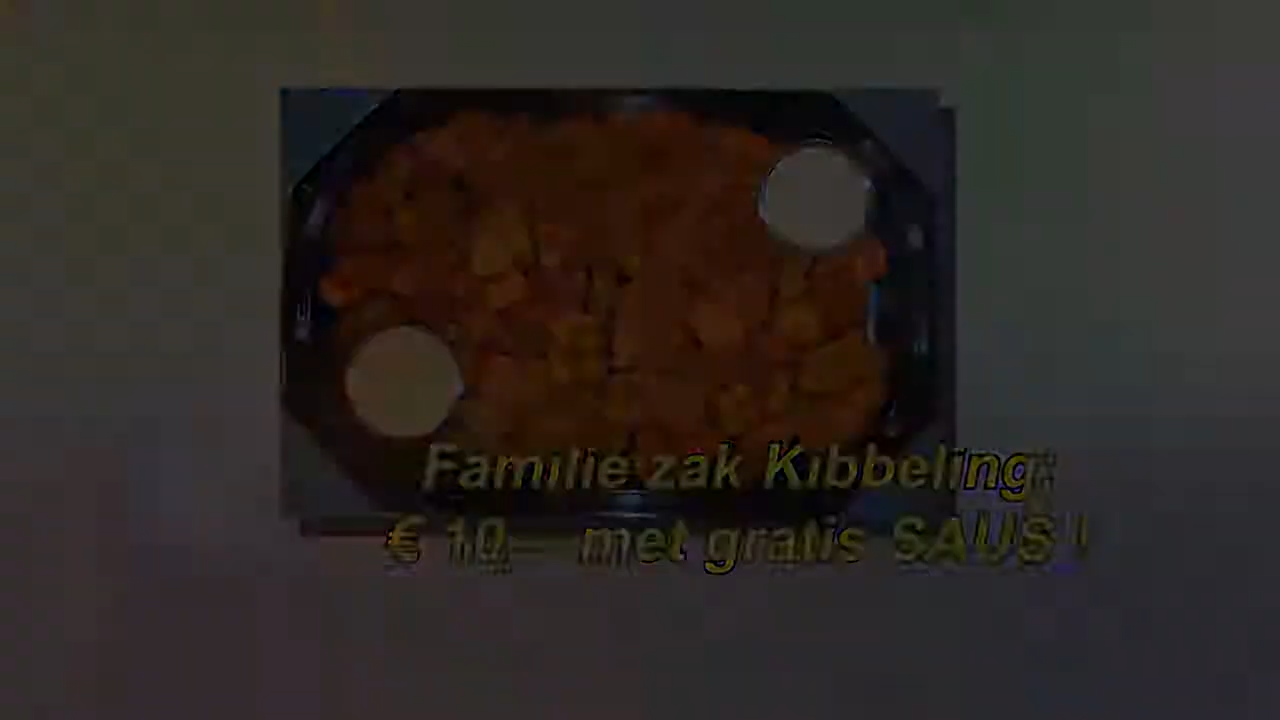 Familie zak Kibbeling:
€ 10,— met gratis SAUS !